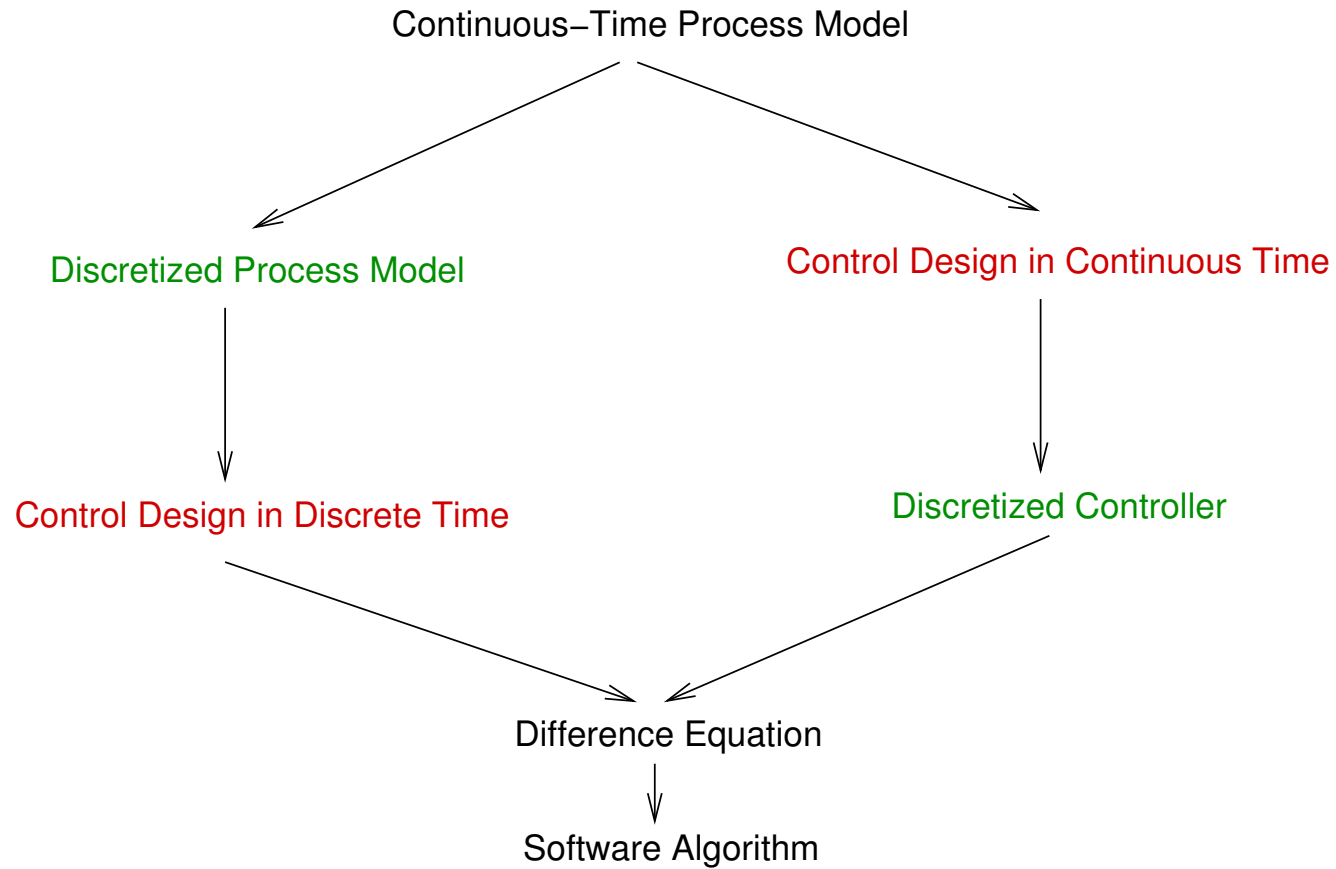 Continuous–Time Process Model
Discretized Process Model
Control Design in Continuous Time
Control Design in Discrete Time
Discretized Controller
Difference Equation
Software Algorithm